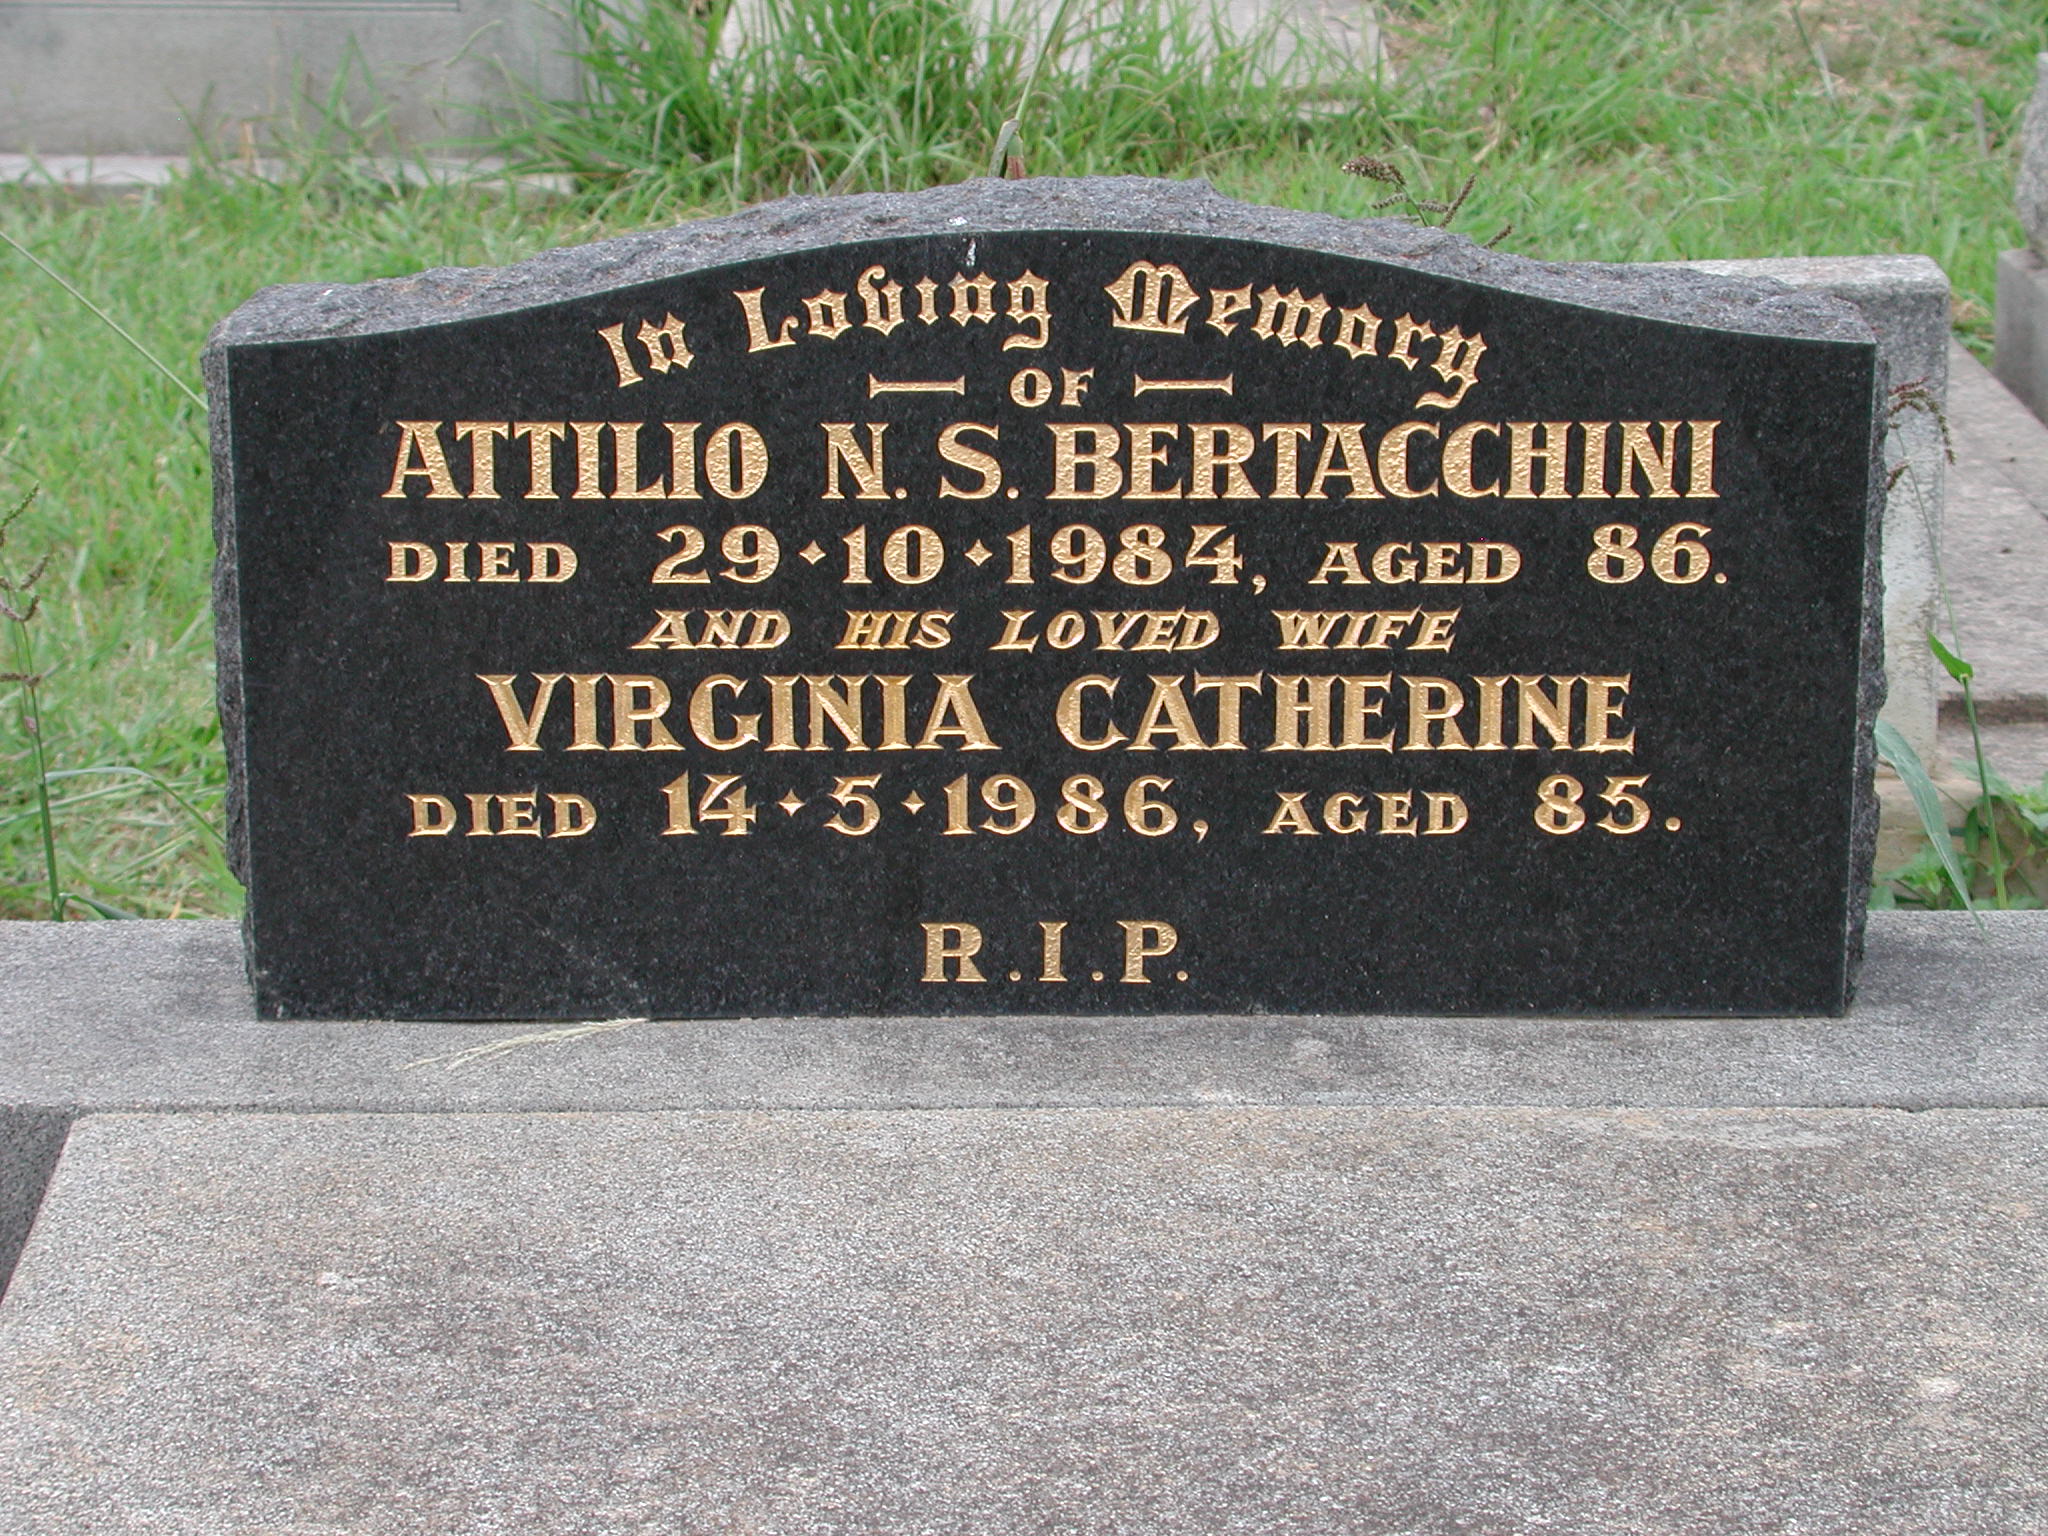 In Loving Memory
— OF —
ATTILIO N. S. BERTACCHINI
DIED 29·10·1984, AGED 86.
AND HIS LOVED WIFE
VIRGINIA CATHERINE
DIED 14·5·1986, AGED 85.
R.I.P.